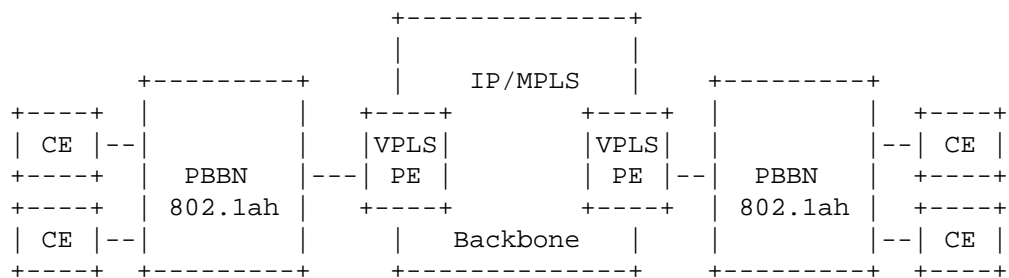 IP/MPLS
CE VPLS VPLS CE
PBBN PE PE PBBN
802.1ah 802.1ah
CE Backbone CE